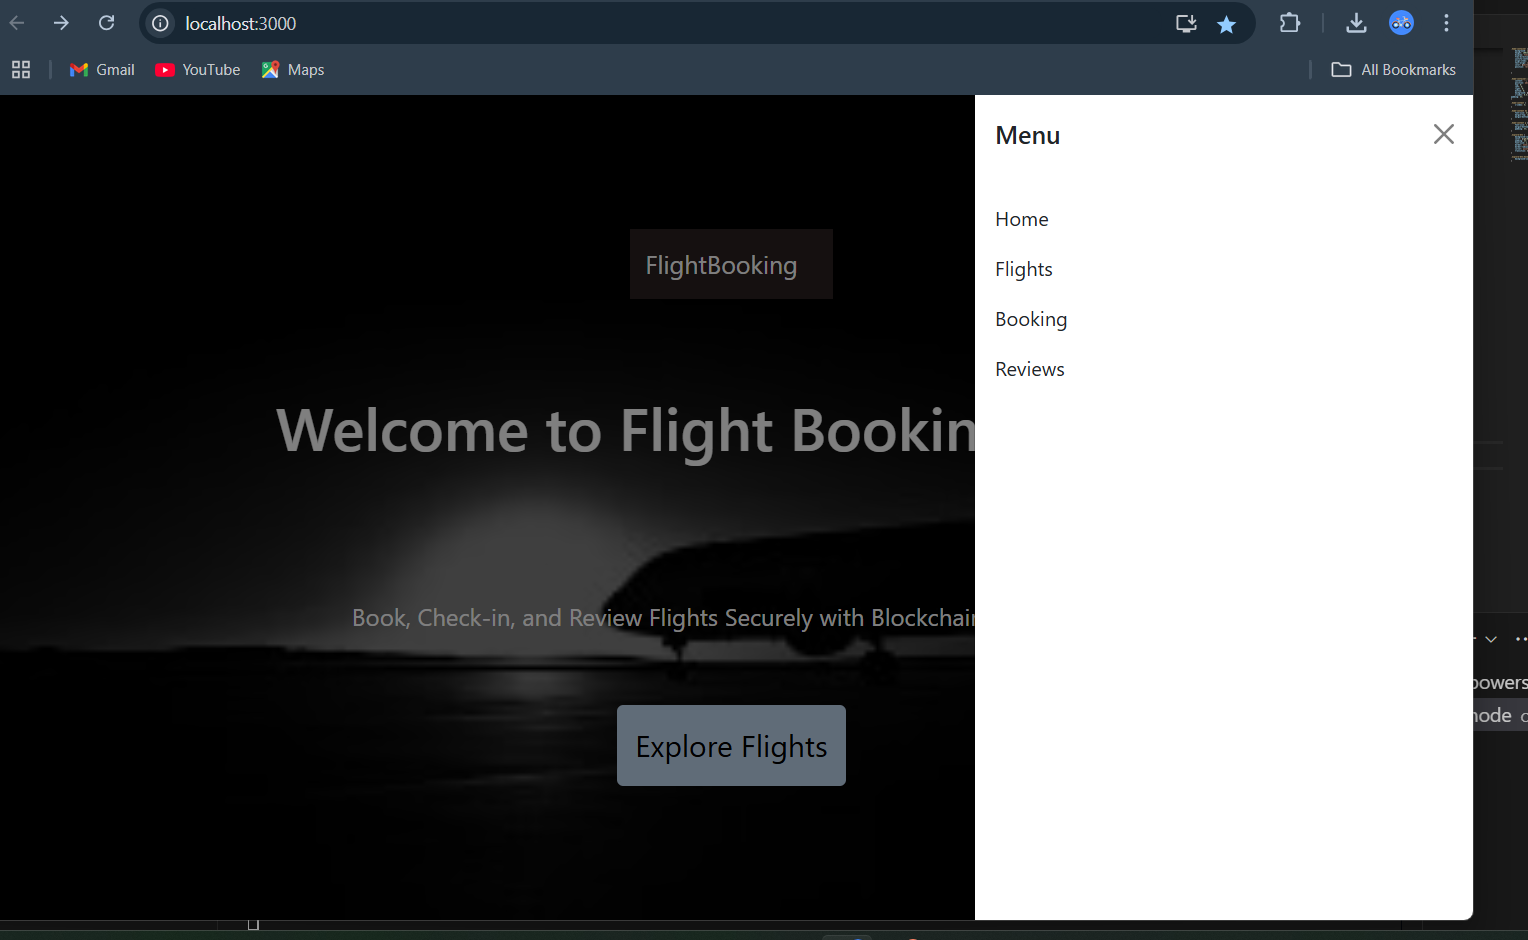 localhost:3000
Gmail
YouTube
Maps
All Bookmarks
Menu
Home
Flights
Booking
Reviews
FlightBooking
Welcome to Flight Bookin
Book, Check-in, and Review Flights Securely with Blockchain
Explore Flights
powers
node